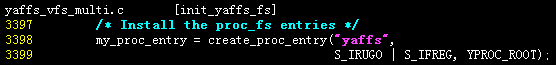 yaffs_vfs_multi.c [init_yaffs_fs]
3397 /* Install the proc_fs entries */
3398 my_proc_entry = create_proc_entry("yaffs",
3399 S_IRUGO | S_IFREG, YPROC_ROOT);